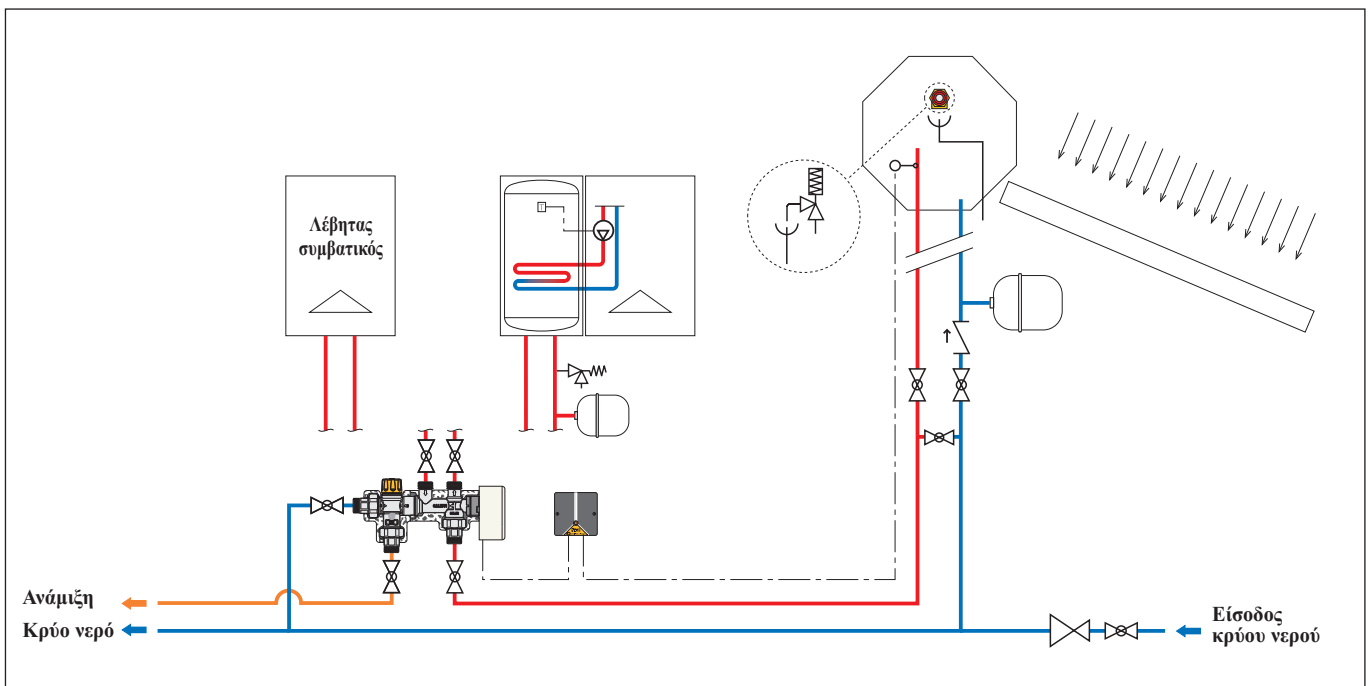 Λέβητας
συμβατικός
T
Ανάμιξη
Κρύο νερό
Είσοδος
κρύου νερού